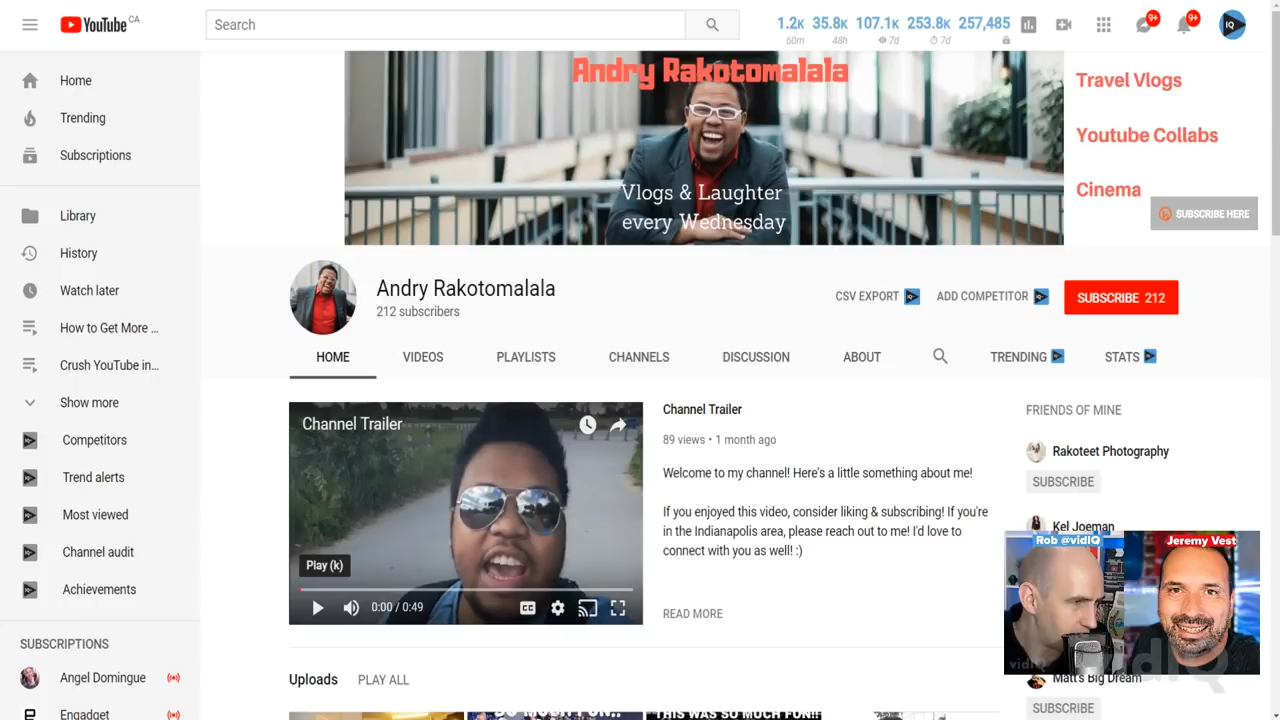 YouTube CA
Search
1.2K 35.8K 107.1K 253.8K 257,485
60m 48h 7d 7d
9+
9+
IQ
Home
Trending
Subscriptions
Library
History
Watch later
How to Get More ...
Crush YouTube in...
Show more
Competitors
Trend alerts
Most viewed
Channel audit
Achievements
SUBSCRIPTIONS
Angel Domingue
Engadget
Andry Rakotomalala
Vlogs & Laughter
every Wednesday
Travel Vlogs
Youtube Collabs
Cinema
SUBSCRIBE HERE
Andry Rakotomalala
212 subscribers
CSV EXPORT
ADD COMPETITOR
SUBSCRIBE 212
HOME VIDEOS PLAYLISTS CHANNELS DISCUSSION ABOUT TRENDING STATS
Channel Trailer
Play (k)
0:00 / 0:49
Channel Trailer
89 views • 1 month ago
Welcome to my channel! Here's a little something about me!
If you enjoyed this video, consider liking & subscribing! If you're
in the Indianapolis area, please reach out to me! I'd love to
connect with you as well! :)
READ MORE
FRIENDS OF MINE
Rakoteet Photography
SUBSCRIBE
Kel Joeman
Rob @vidIQ
Jeremy Vest
vidIQ
vidIQ
Matt's Big Dream
SUBSCRIBE
Uploads PLAY ALL
THIS WAS SO MUCH FUN!!